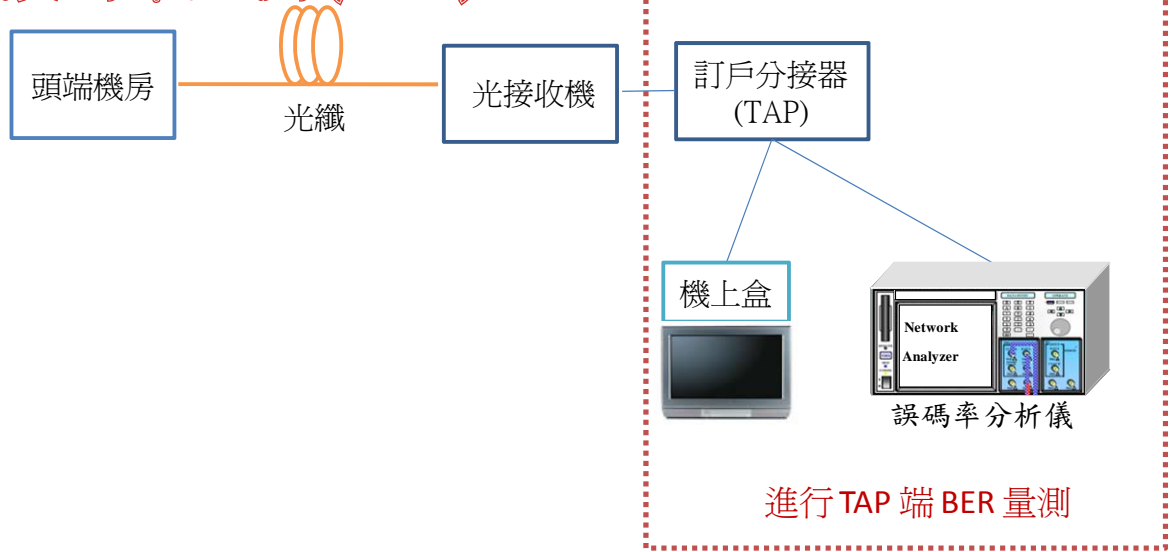 頭端機房
光纖
光接收機
訂戶分接器
(TAP)
機上盒
Network
Analyzer
誤碼率分析儀
進行 TAP 端 BER 量測